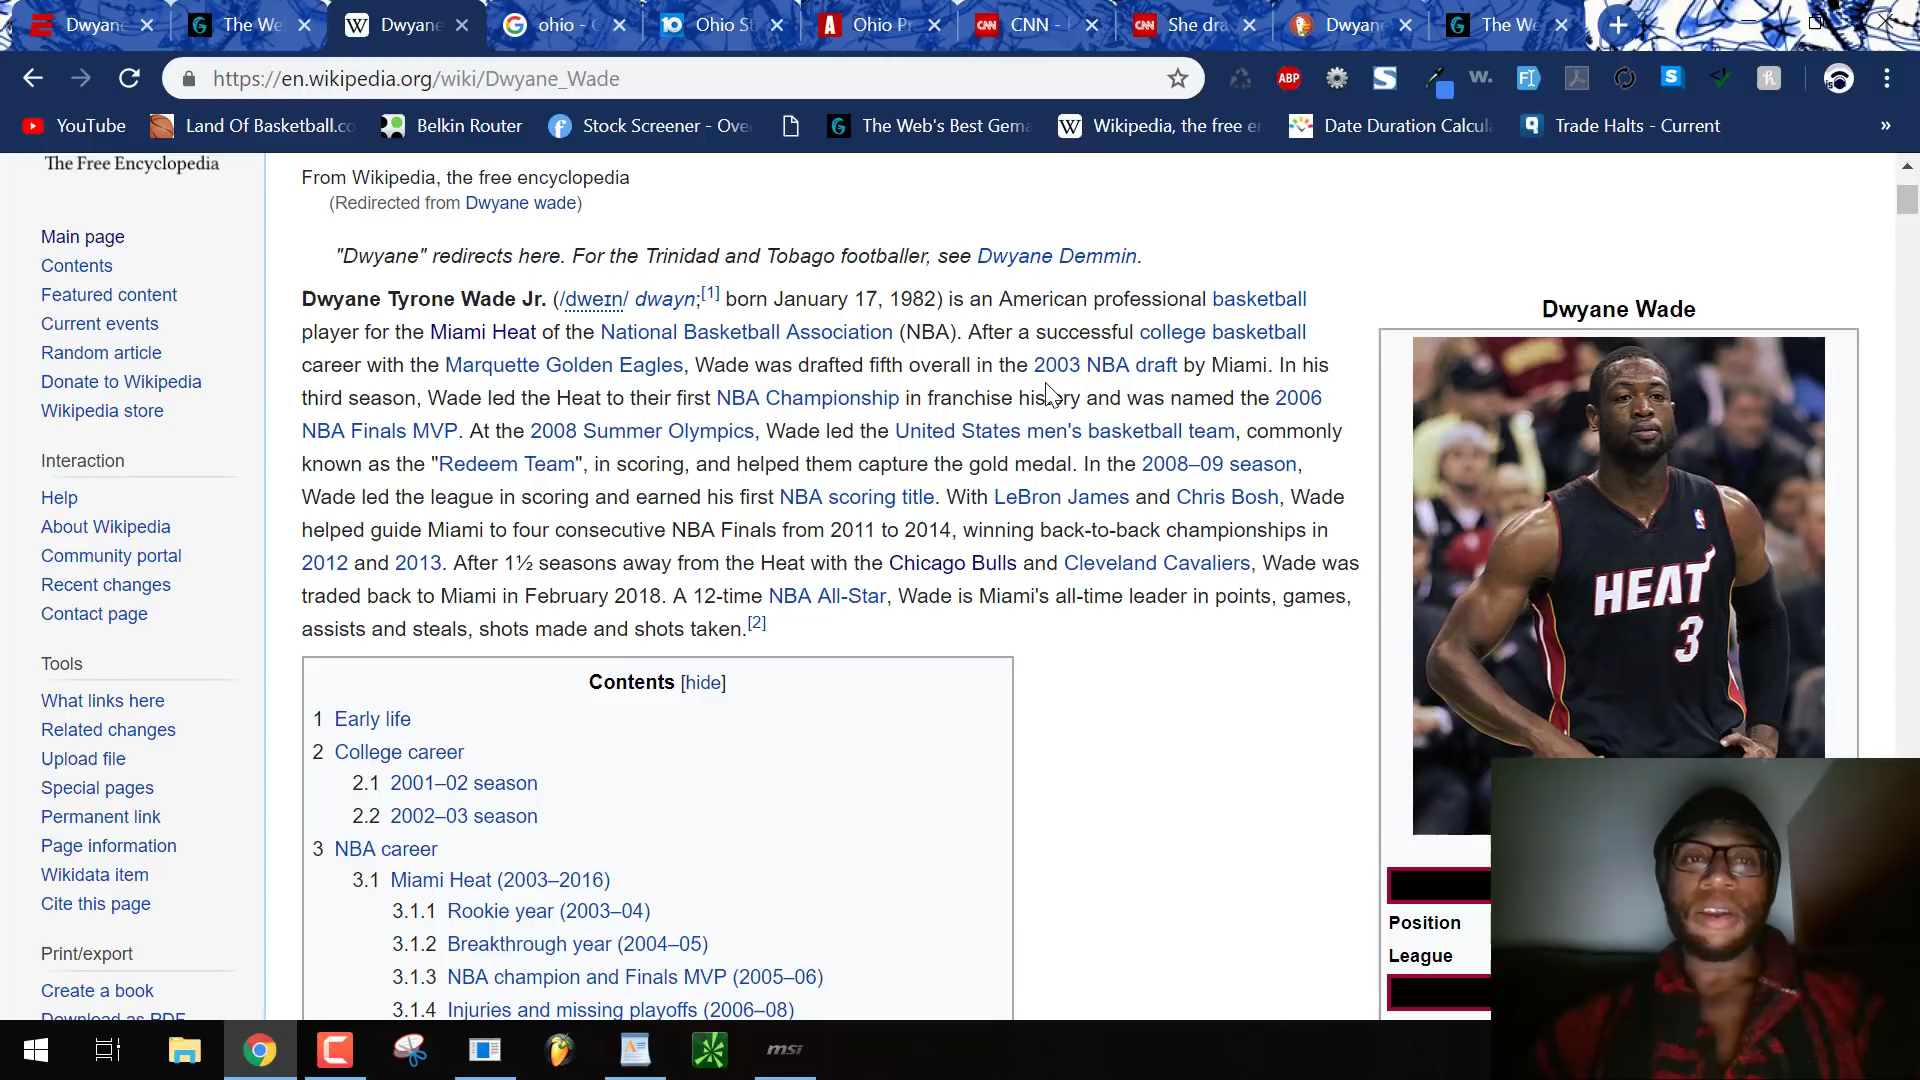 Dwyane
The We
Dwyane
ohio -
Ohio St
Ohio Pr
CNN -
She dra
Dwyan
The We
https://en.wikipedia.org/wiki/Dwyane_Wade
ABP
YouTube
Land Of Basketball.co
Belkin Router
Stock Screener - Ove
The Web's Best Gema
Wikipedia, the free en
Date Duration Calcul
Trade Halts - Current
»
The Free Encyclopedia
Main page
Contents
Featured content
Current events
Random article
Donate to Wikipedia
Wikipedia store
Interaction
Help
About Wikipedia
Community portal
Recent changes
Contact page
Tools
What links here
Related changes
Upload file
Special pages
Permanent link
Page information
Wikidata item
Cite this page
Print/export
Create a book
Download as PDF
From Wikipedia, the free encyclopedia
(Redirected from Dwyane wade)
"Dwyane" redirects here. For the Trinidad and Tobago footballer, see Dwyane Demmin.
Dwyane Tyrone Wade Jr. (/dweɪn/ dwayn;[1] born January 17, 1982) is an American professional basketball
player for the Miami Heat of the National Basketball Association (NBA). After a successful college basketball
career with the Marquette Golden Eagles, Wade was drafted fifth overall in the 2003 NBA draft by Miami. In his
third season, Wade led the Heat to their first NBA Championship in franchise history and was named the 2006
NBA Finals MVP. At the 2008 Summer Olympics, Wade led the United States men's basketball team, commonly
known as the "Redeem Team", in scoring, and helped them capture the gold medal. In the 2008–09 season,
Wade led the league in scoring and earned his first NBA scoring title. With LeBron James and Chris Bosh, Wade
helped guide Miami to four consecutive NBA Finals from 2011 to 2014, winning back-to-back championships in
2012 and 2013. After 1½ seasons away from the Heat with the Chicago Bulls and Cleveland Cavaliers, Wade was
traded back to Miami in February 2018. A 12-time NBA All-Star, Wade is Miami's all-time leader in points, games,
assists and steals, shots made and shots taken.[2]
Contents [hide]
1 Early life
2 College career
2.1 2001–02 season
2.2 2002–03 season
3 NBA career
3.1 Miami Heat (2003–2016)
3.1.1 Rookie year (2003–04)
3.1.2 Breakthrough year (2004–05)
3.1.3 NBA champion and Finals MVP (2005–06)
3.1.4 Injuries and missing playoffs (2006–08)
Dwyane Wade
HEAT
3
Position
League
msi